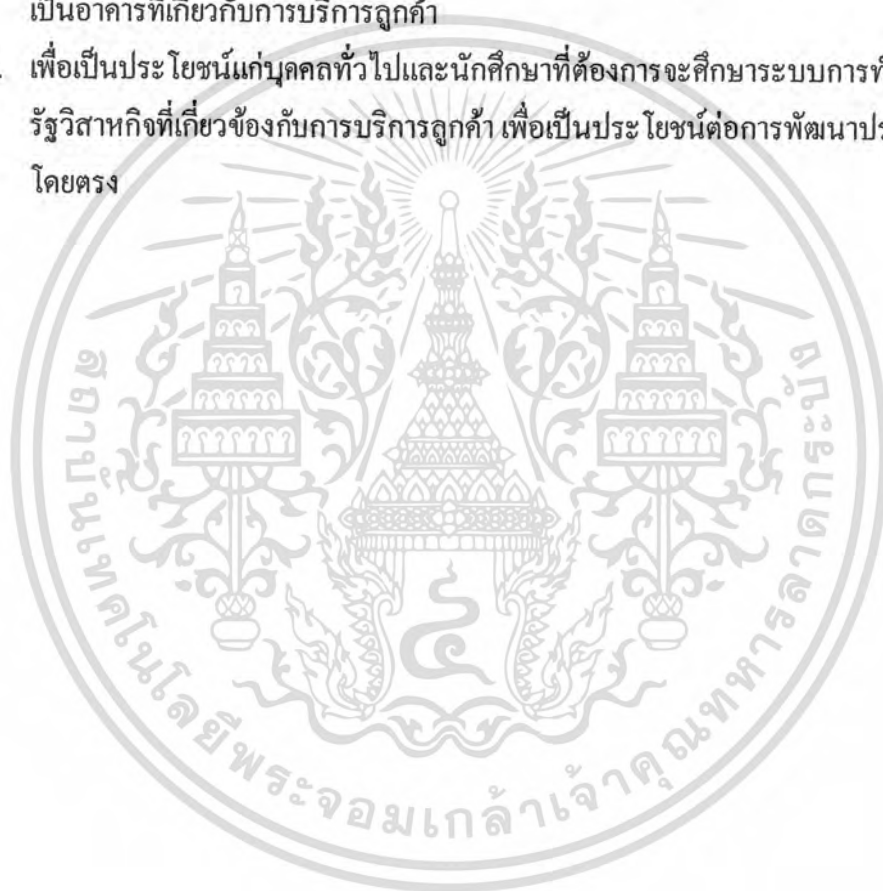 เป็นอาคารที่เกี่ยวกับการบริการลูกค้า
เพื่อเป็นประโยชน์แก่บุคคลทั่วไปและนักศึกษาที่ต้องการจะศึกษาระบบการ
รัฐวิสาหกิจที่เกี่ยวข้องกับการบริการลูกค้า เพื่อเป็นประโยชน์ต่อการพัฒนา
โดยตรง
๔
สถาบันเทคโนโลยีพระจอมเกล้าเจ้าคุณทหารลาดกระบัง